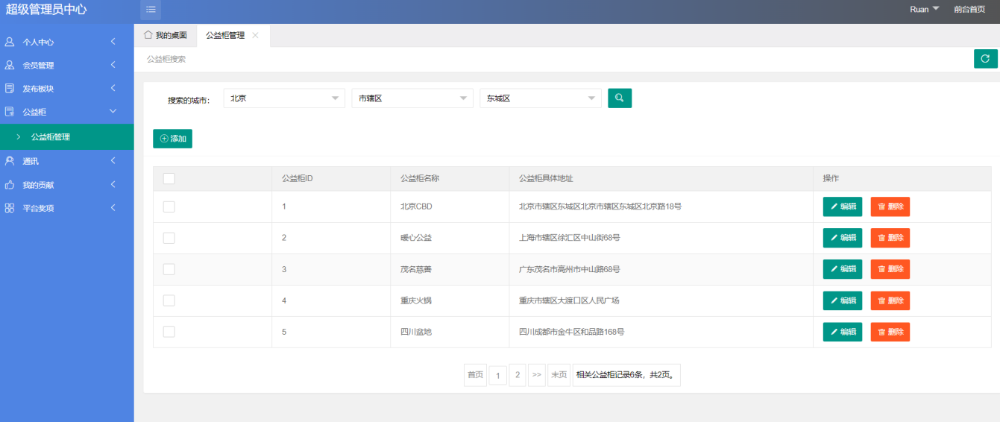 超级管理员中心
Ruan
前台首页
个人中心
会员管理
发布板块
公益柜
公益柜管理
通讯
我的贡献
平台奖项
我的桌面
公益柜管理
公益柜搜索
搜索的城市: 北京 市辖区 东城区
添加
公益柜ID 公益柜名称 公益柜具体地址 操作
1 北京CBD 北京市辖区东城区北京市辖区东城区北京路18号 编辑 删除
2 暖心公益 上海市辖区徐汇区中山街68号 编辑 删除
3 茂名慈善 广东茂名市高州市中山路68号 编辑 删除
4 重庆火锅 重庆市辖区大渡口区人民广场 编辑 删除
5 四川盆地 四川成都市金牛区和品路168号 编辑 删除
首页 1 2 >> 末页 相关公益柜记录6条，共2页。